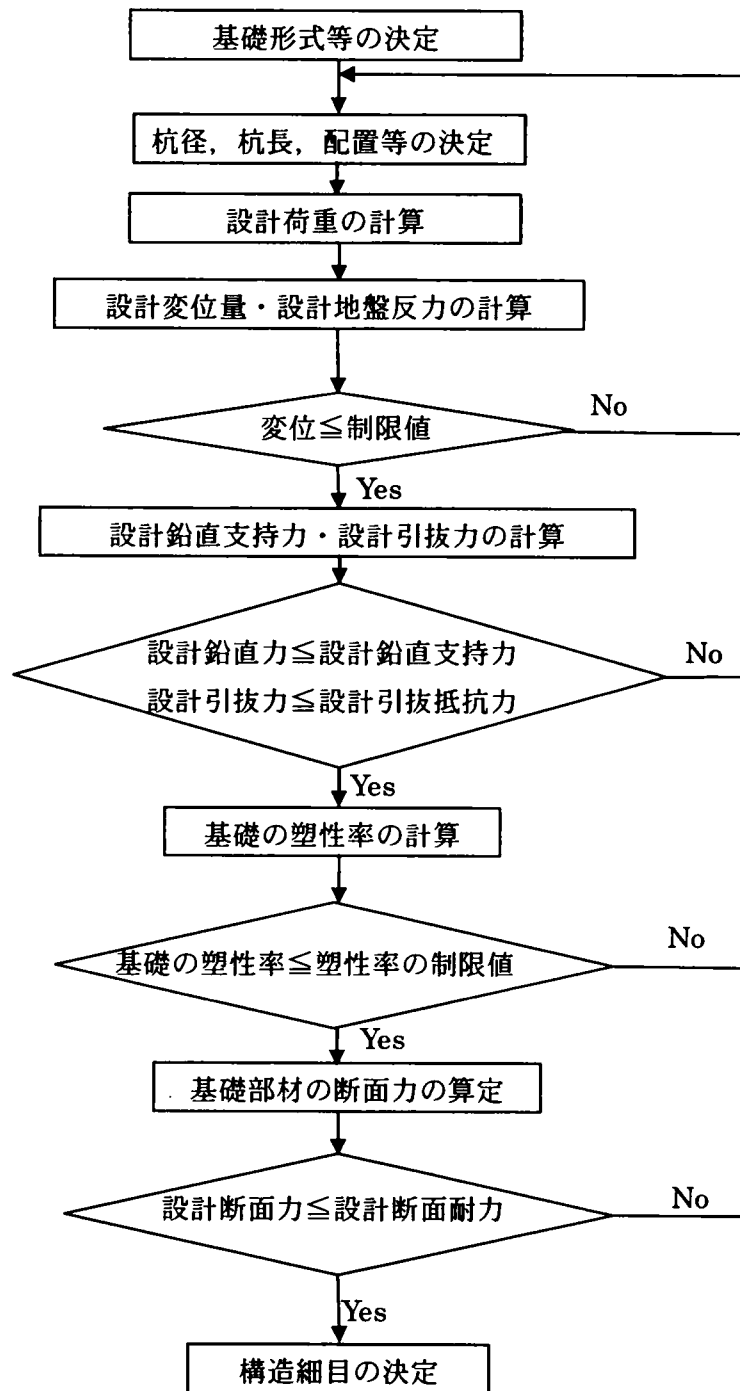 基礎形式等の決定
杭径，杭長，配置等の決定
設計荷重の計算
設計変位量・設計地盤反力の計算
変位≦制限値
No
Yes
設計鉛直支持力・設計引抜力の計算
設計鉛直力≦設計鉛直支持力
設計引抜力≦設計引抜抵抗力
No
Yes
基礎の塑性率の計算
基礎の塑性率≦塑性率の制限値
No
Yes
基礎部材の断面力の算定
設計断面力≦設計断面耐力
No
Yes
構造細目の決定